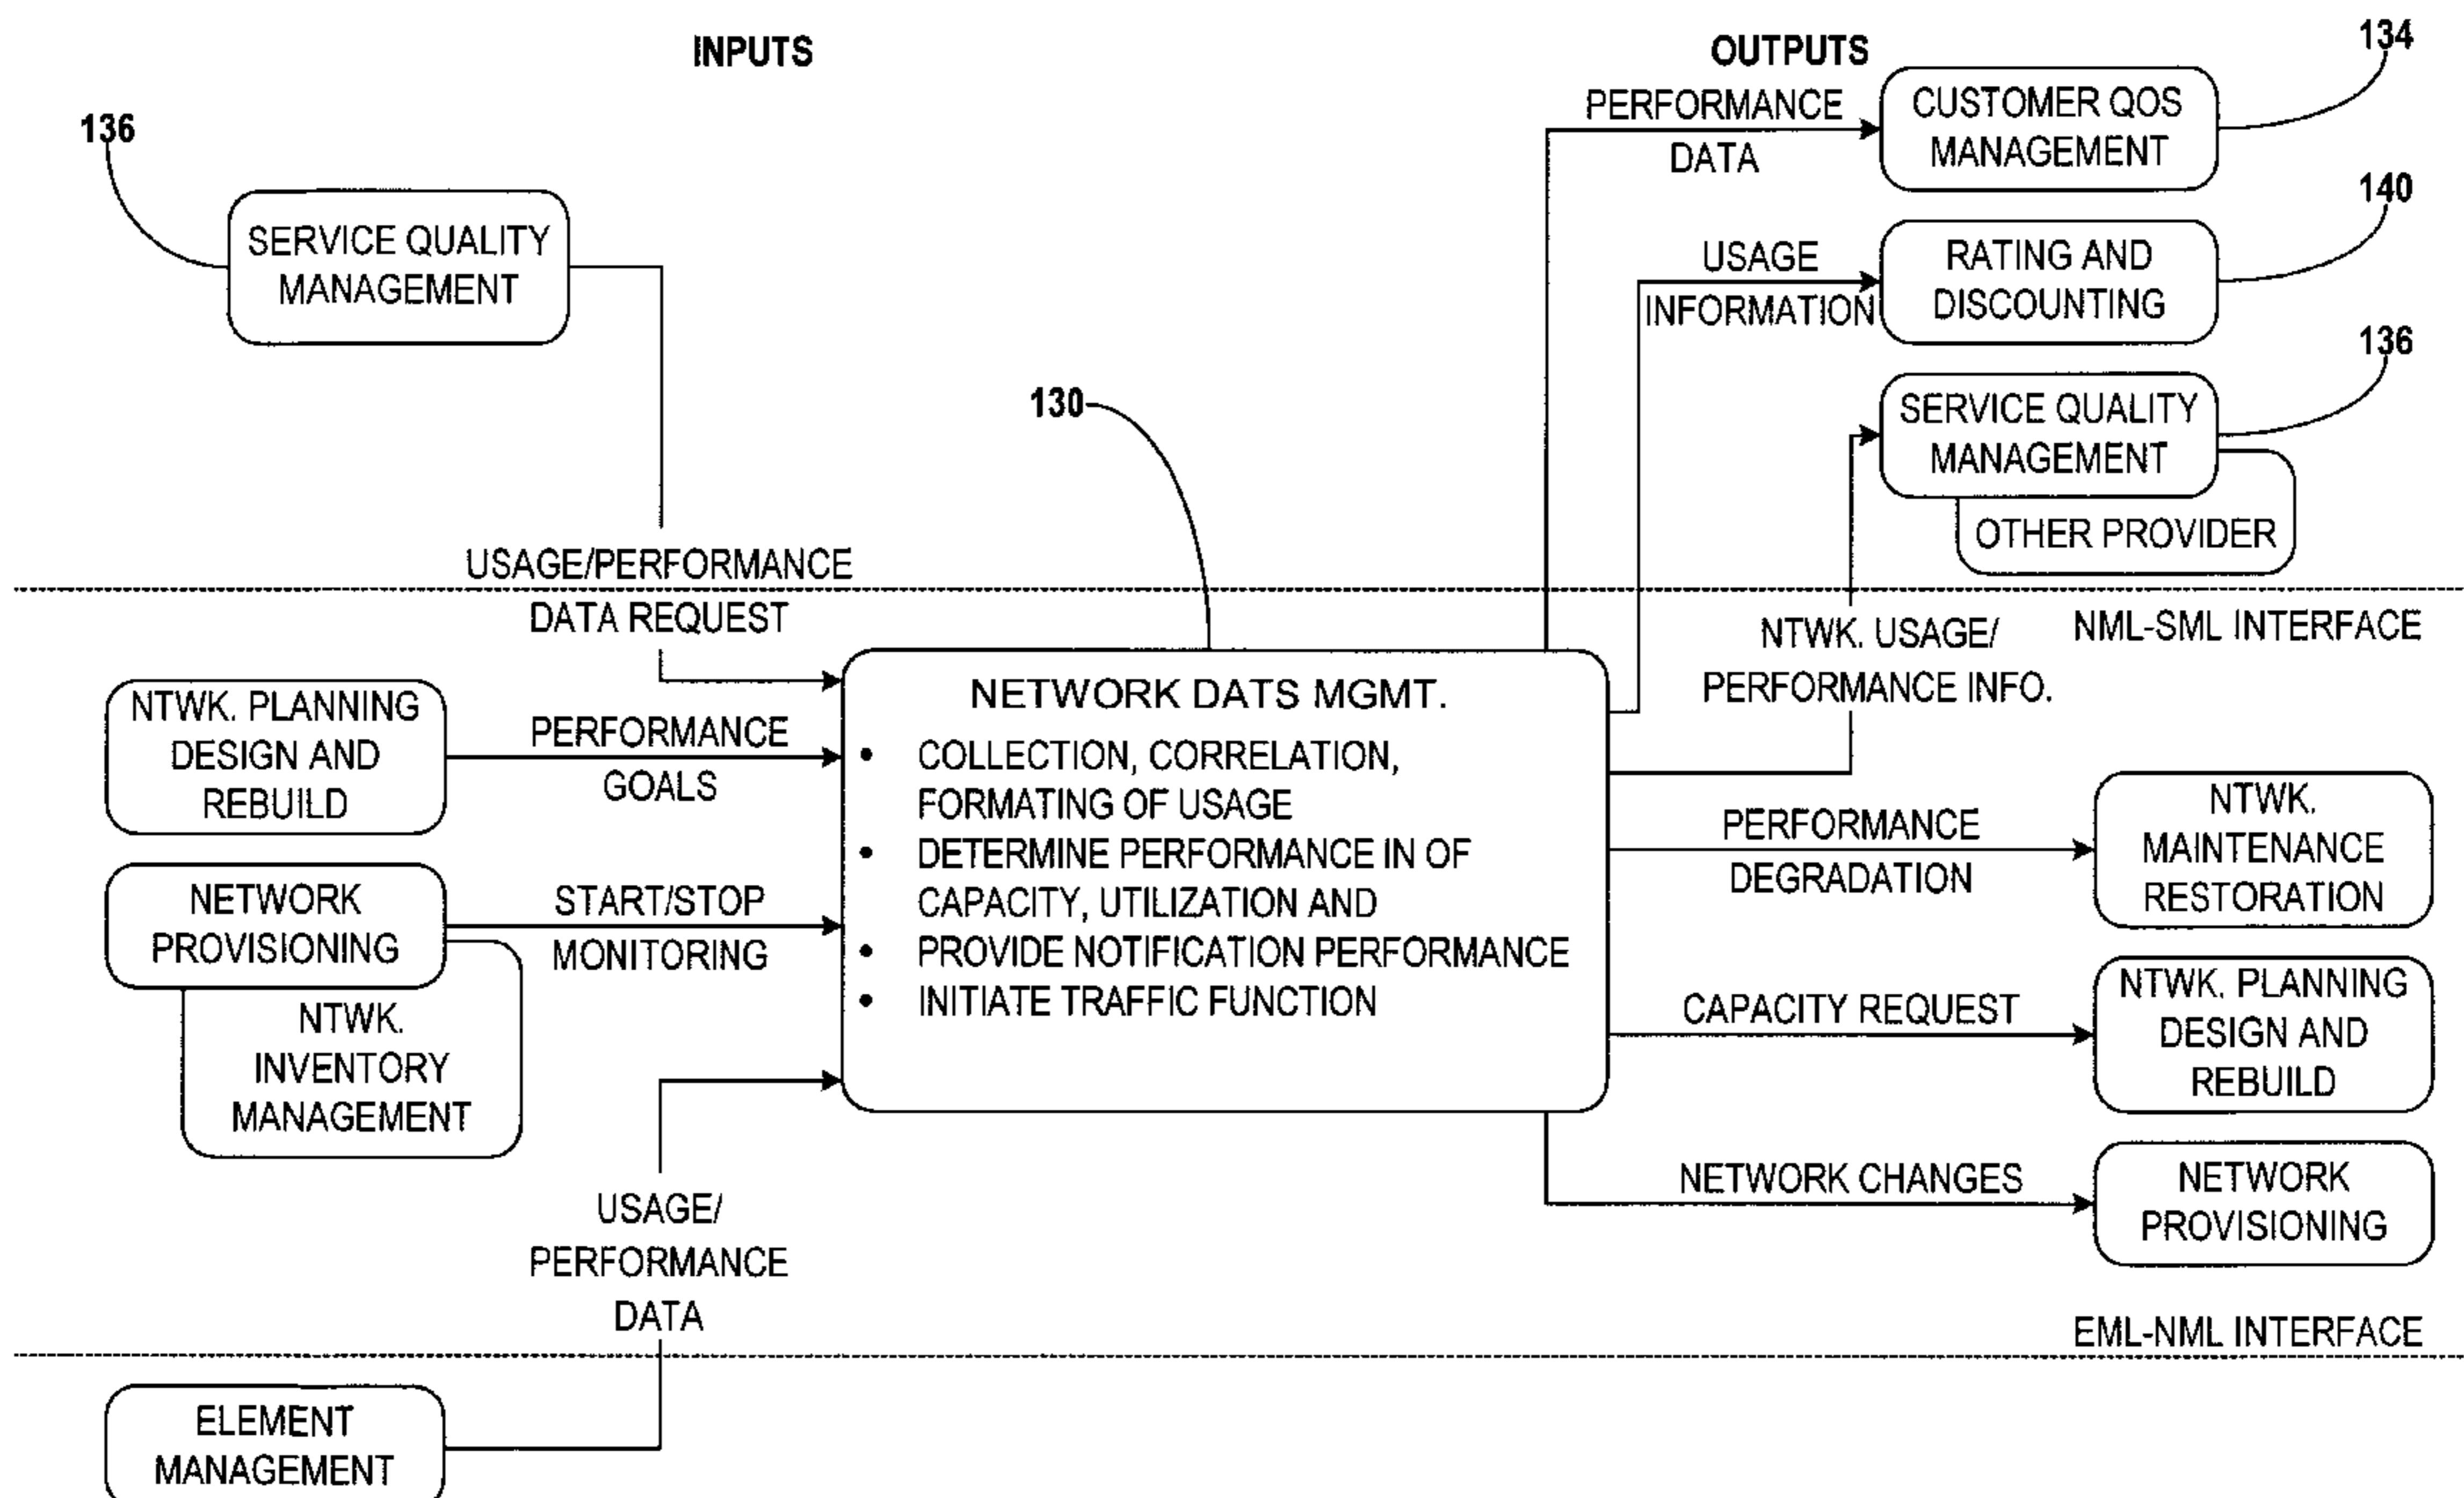 INPUTS
OUTPUTS
134
PERFORMANCE
DATA
CUSTOMER QOS
MANAGEMENT
136
140
SERVICE QUALITY
MANAGEMENT
USAGE
INFORMATION
RATING AND
DISCOUNTING
136
130
SERVICE QUALITY
MANAGEMENT
OTHER PROVIDER
USAGE/PERFORMANCE
DATA REQUEST
NTWK. USAGE/
PERFORMANCE INFO.
NML-SML INTERFACE
NTWK. PLANNING
DESIGN AND
REBUILD
PERFORMANCE
GOALS
NETWORK PROVISIONING
START/STOP
MONITORING
NTWK.
INVENTORY
MANAGEMENT
NETWORK DATS MGMT.
• COLLECTION, CORRELATION,
FORMATING OF USAGE
• DETERMINE PERFORMANCE IN OF
CAPACITY, UTILIZATION AND
• PROVIDE NOTIFICATION PERFORMANCE
• INITIATE TRAFFIC FUNCTION
PERFORMANCE
DEGRADATION
NTWK.
MAINTENANCE
RESTORATION
CAPACITY REQUEST
NTWK. PLANNING
DESIGN AND
REBUILD
NETWORK CHANGES
NETWORK
PROVISIONING
USAGE/
PERFORMANCE
DATA
EML-NML INTERFACE
ELEMENT
MANAGEMENT